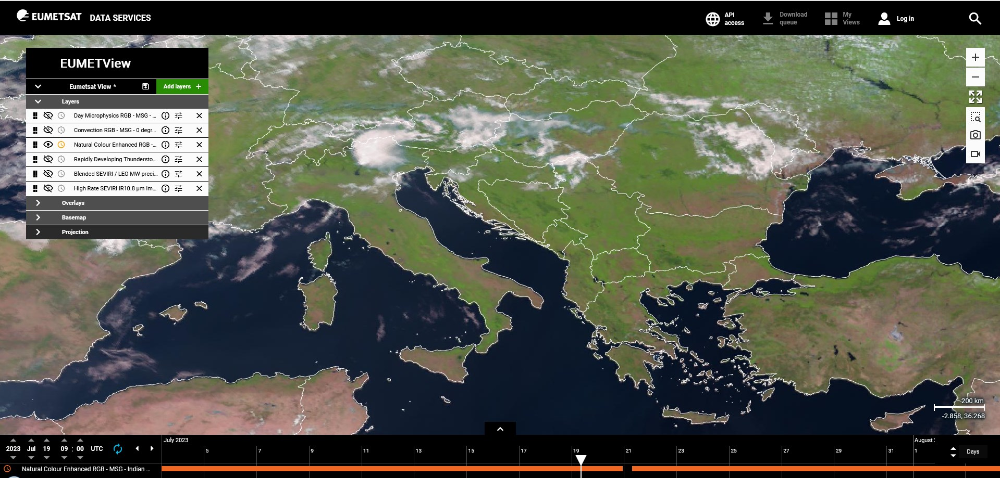 EUMETSAT DATA SERVICES
API access
Download queue
My Views
Log in
EUMETView
Eumetsat View *
Add layers +
Layers
Day Microphysics RGB - MSG - ...
Convection RGB - MSG - 0 degr...
Natural Colour Enhanced RGB -...
Rapidly Developing Thundersto...
Blended SEVIRI / LEO MW preci...
High Rate SEVIRI IR10.8 µm Im...
Overlays
Basemap
Projection
200 km
-2.858, 36.268
July 2023
August
2023 Jul 19 09 : 00 UTC
5 7 9 11 13 15 17 19 21 23 25 27 29 31 1
Days
Natural Colour Enhanced RGB - MSG - Indian ...